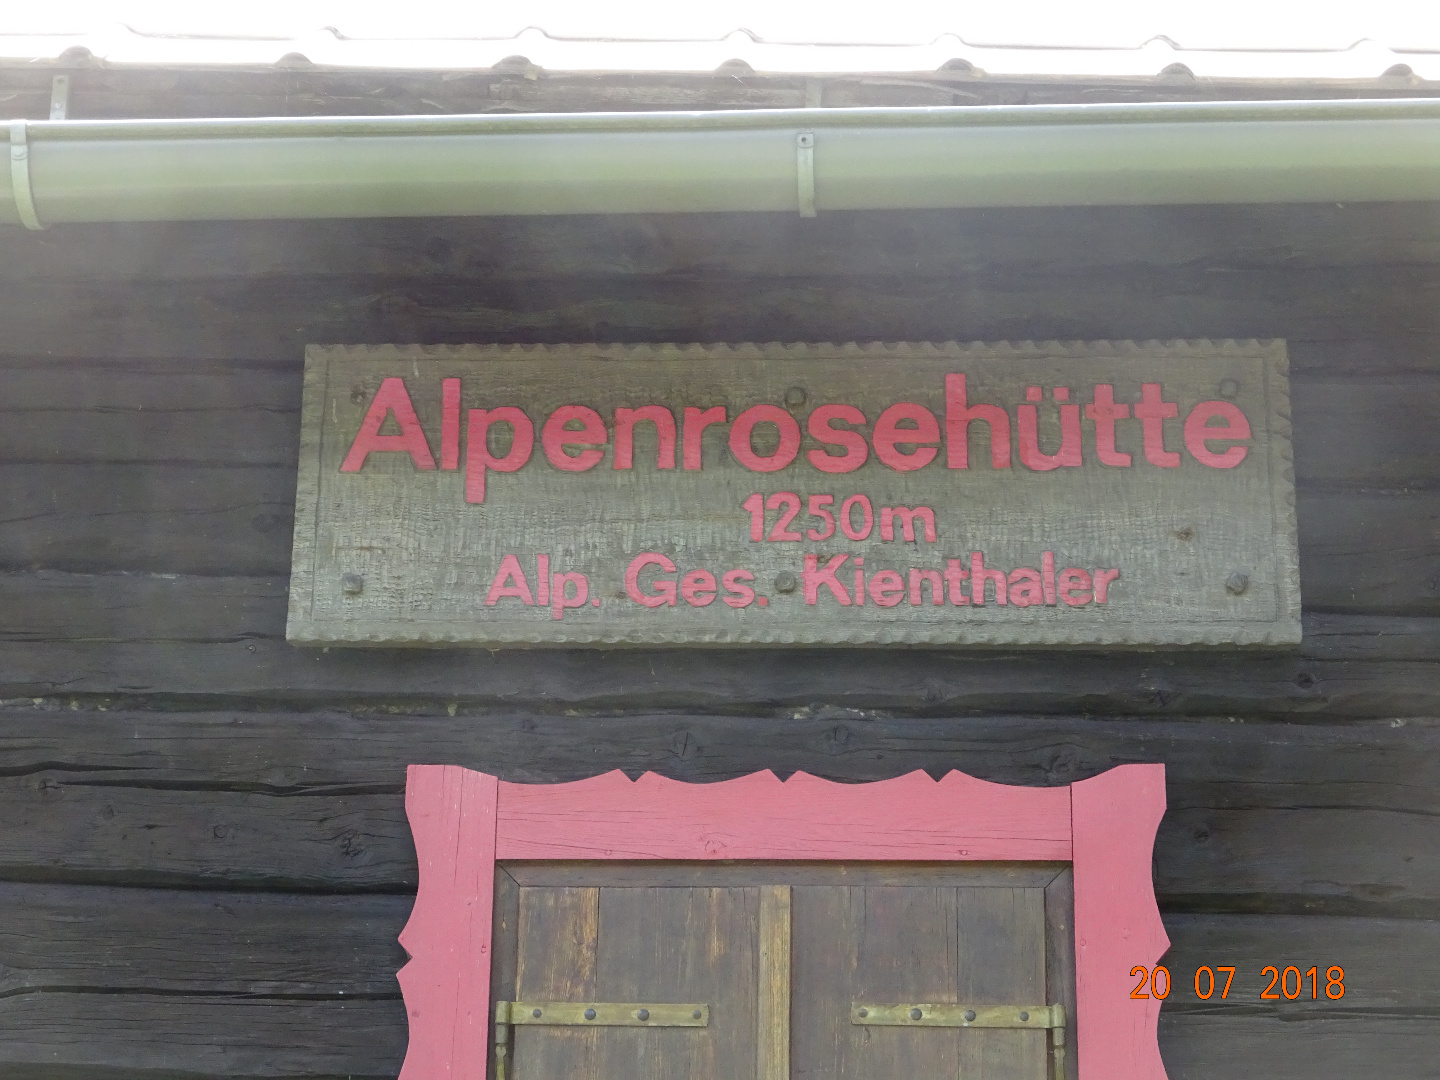 Alpenrosehütte
1250m
Alp. Ges. Kienthaler
20 07 2018